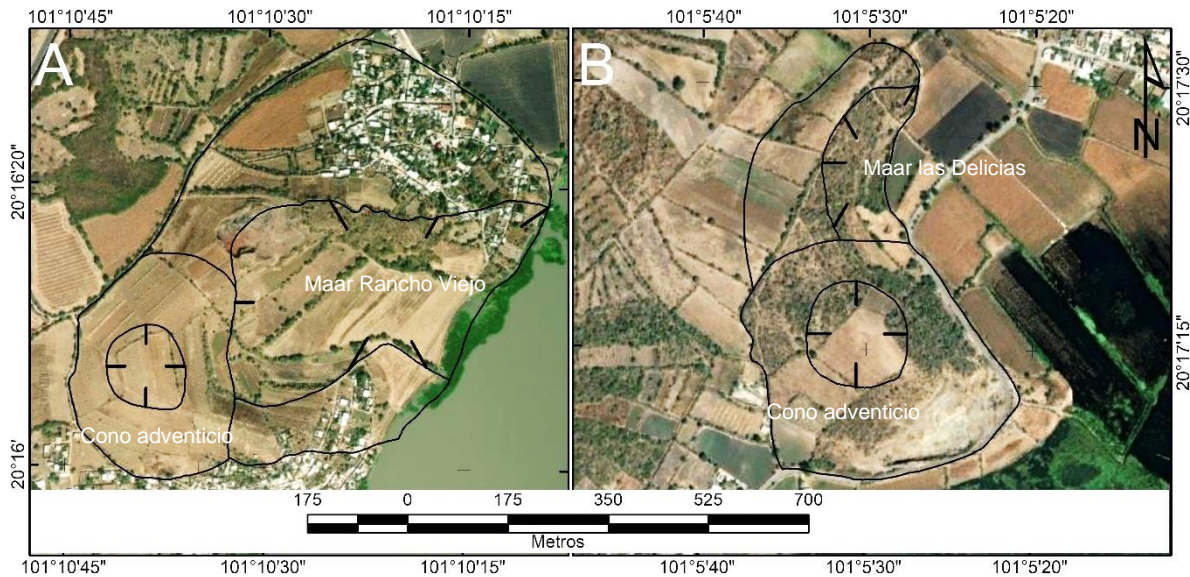 101°10'45" 101°10'30" 101°10'15" 101°5'40" 101°5'30" 101°5'20"
A
B
20°17'30"
N
Maar las Delicias
20°16'20"
Maar Rancho Viejo
20°17'15"
Cono adventicio
Cono adventicio
20°16'
175 0 175 350 525 700
Metros
101°10'45" 101°10'30" 101°10'15" 101°5'40" 101°5'30" 101°5'20"